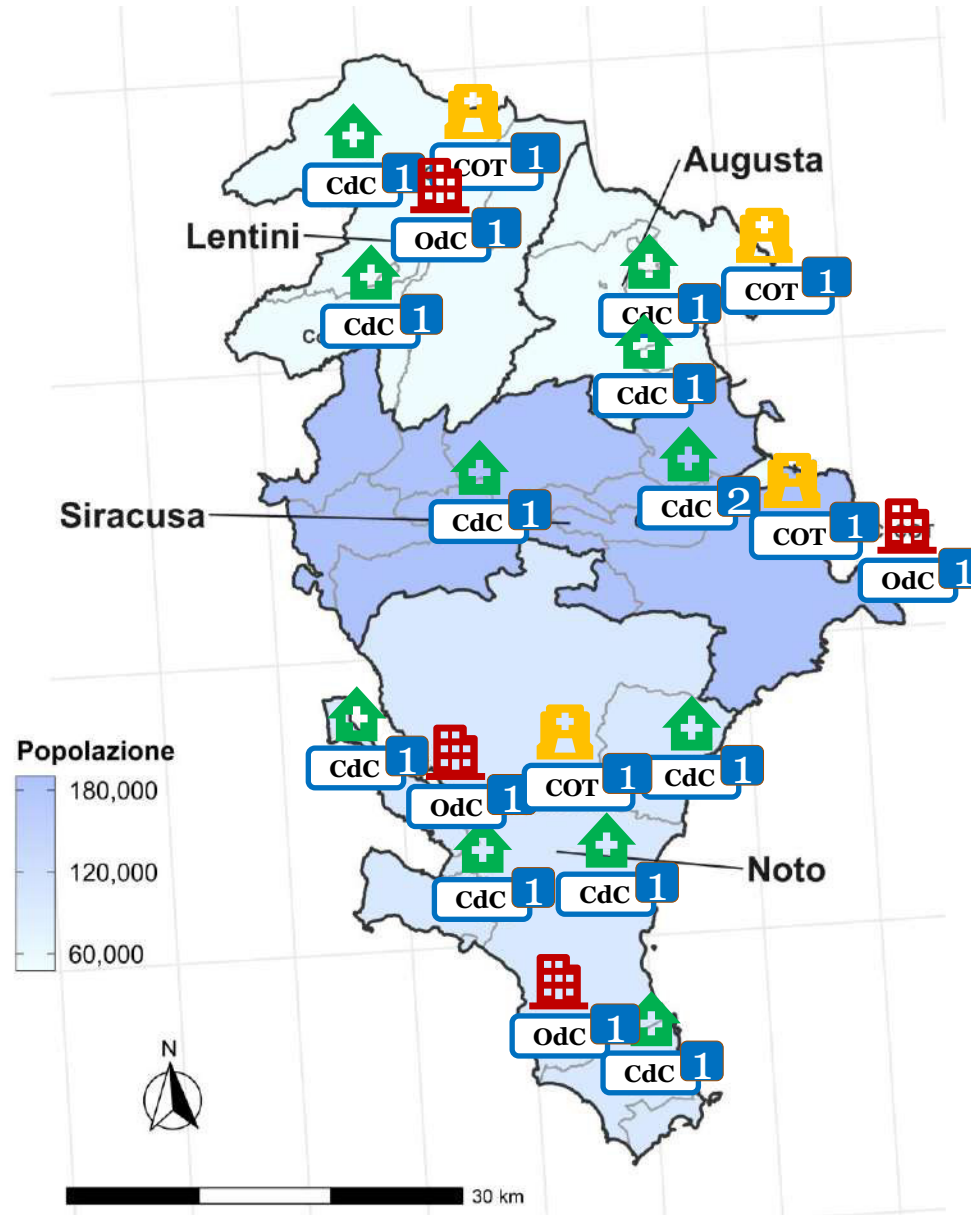 Augusta
CdC 1
COT 1
Lentini
OdC 1
COT 1
CdC 1
CdC 1
CdC 1
Siracusa
CdC 1
CdC 2
COT 1
OdC 1
CdC 1
OdC 1
COT 1
CdC 1
Popolazione
180,000
120,000
60,000
CdC 1
CdC 1
Noto
OdC 1
CdC 1
N
30 km